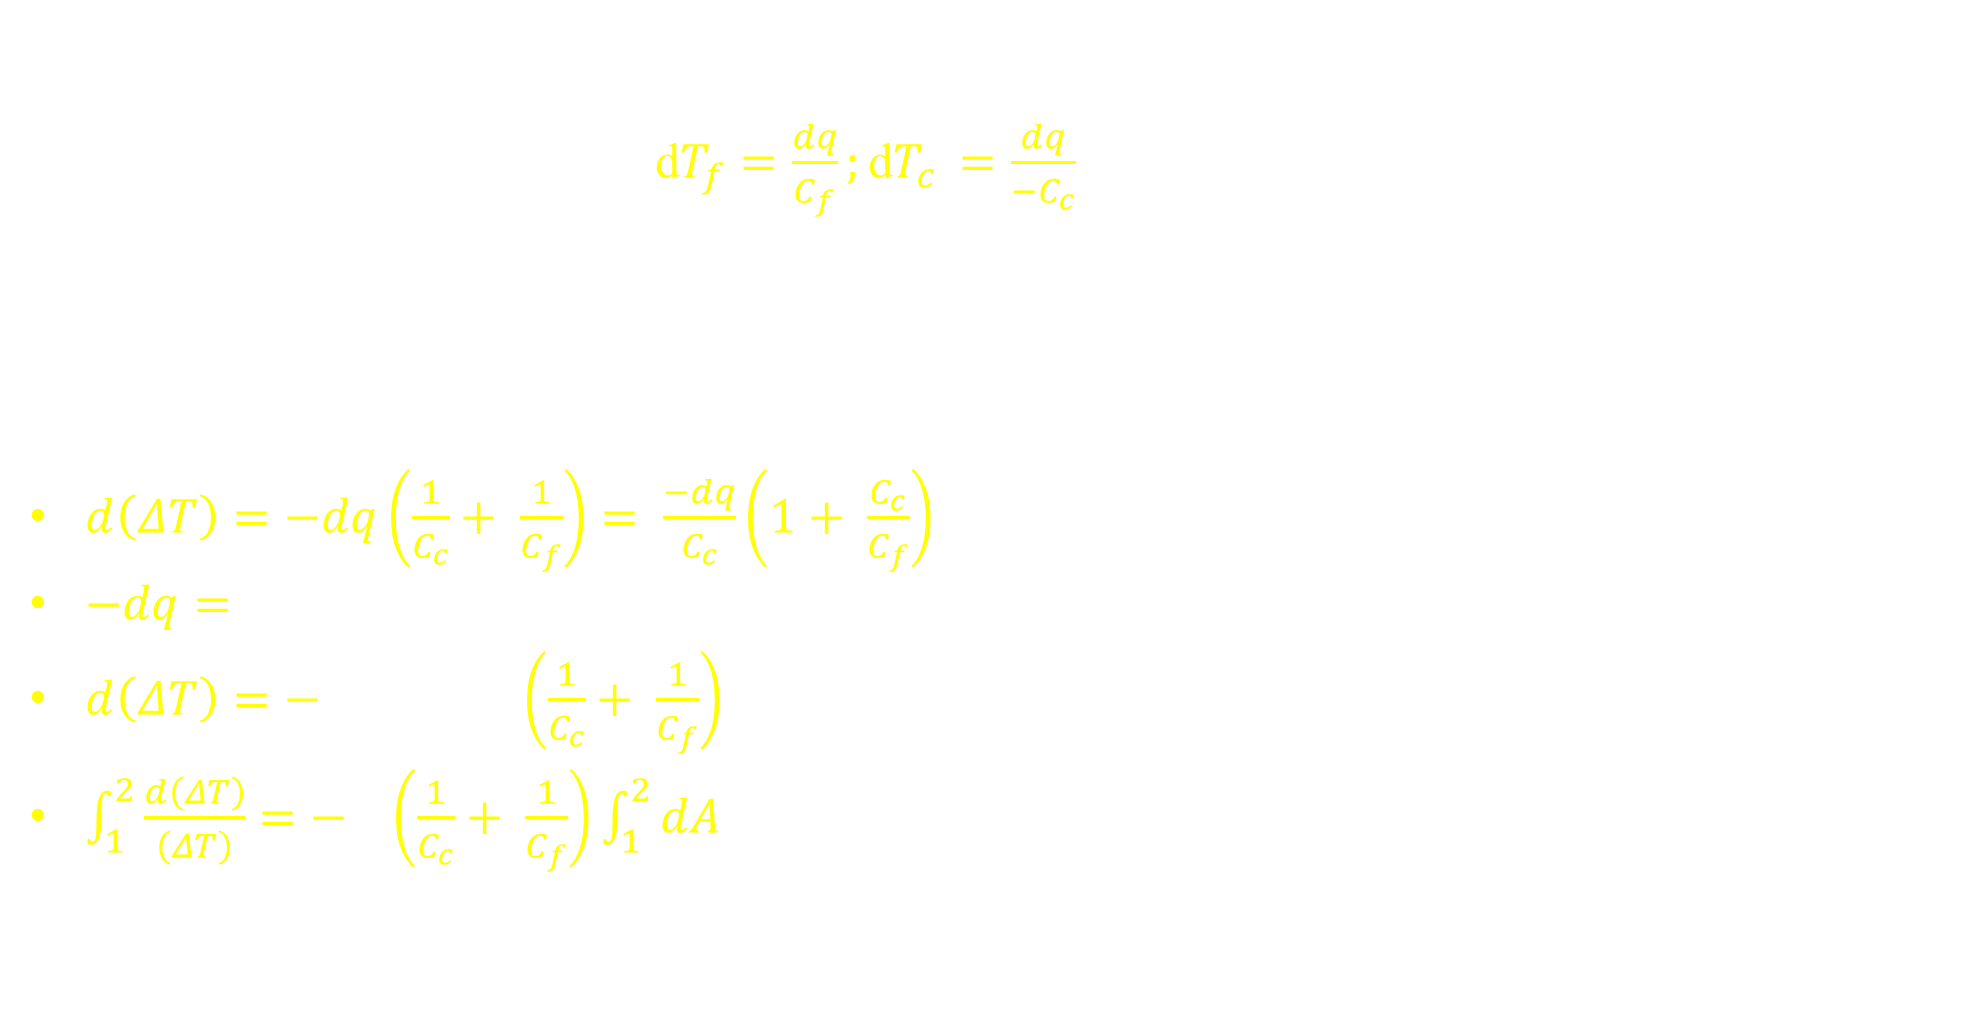 dT_f = dq/C_f ; dT_c = dq/−C_c
• d(ΔT) = −dq (1/C_c + 1/C_f) = −dq/C_c (1 + C_c/C_f)
• −dq =
• d(ΔT) = − (1/C_c + 1/C_f)
• ∫_1^2 d(ΔT)/(ΔT) = − (1/C_c + 1/C_f) ∫_1^2 dA